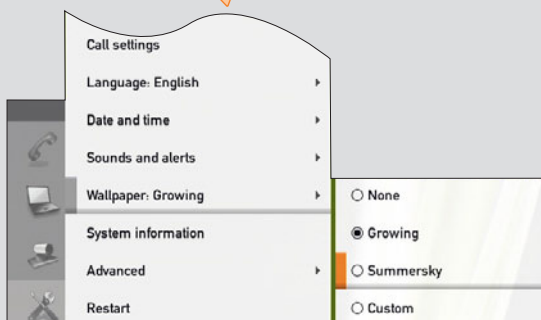 Call settings
Language: English
Date and time
Sounds and alerts
Wallpaper: Growing
System information
Advanced
Restart
None
Growing
Summersky
Custom